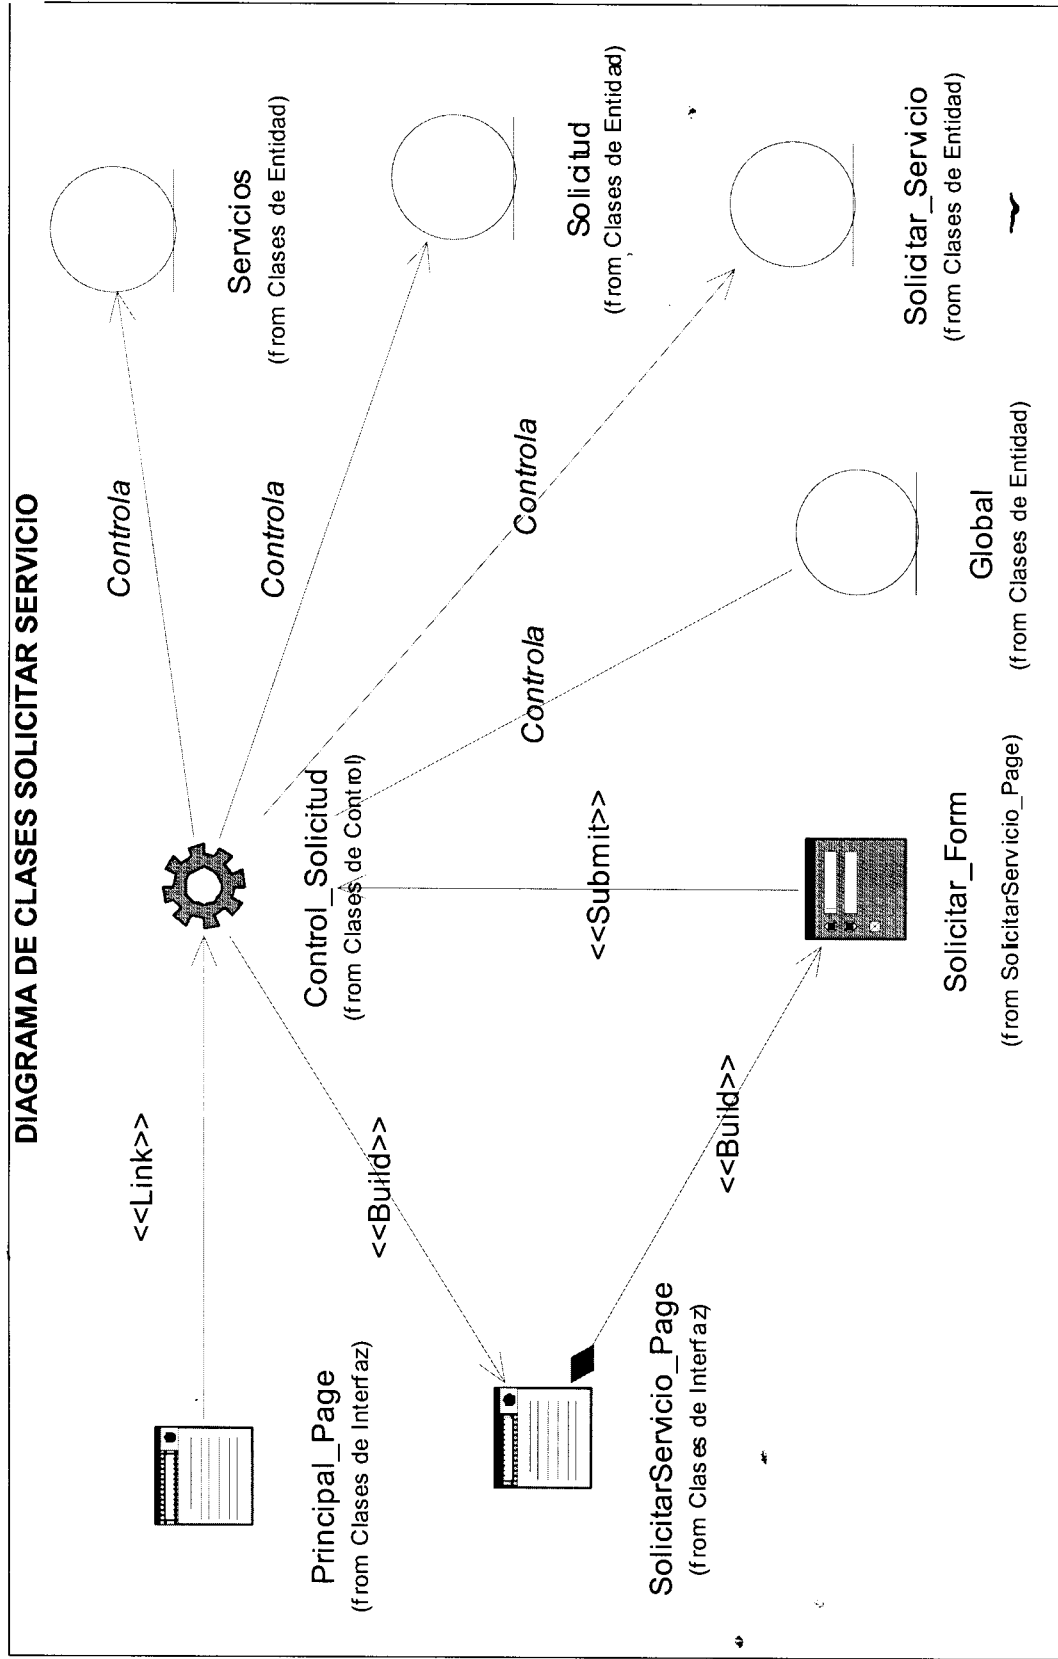 DIAGRAMA DE CLASES SOLICITAR SERVICIO
<<Link>>
Controla
Servicios
(from Clases de Entidad)
Principal_Page
(from Clases de Interfaz)
Control_Solicitud
(from Clases de Control)
Controla
Solicitud
(from Clases de Entidad)
<<Build>>
<<Submit>>
Controla
Controla
SolicitarServicio_Page
(from Clases de Interfaz)
<<Build>>
Solicitar_Form
(from SolicitarServicio_Page)
Global
(from Clases de Entidad)
Solicitar_Servicio
(from Clases de Entidad)